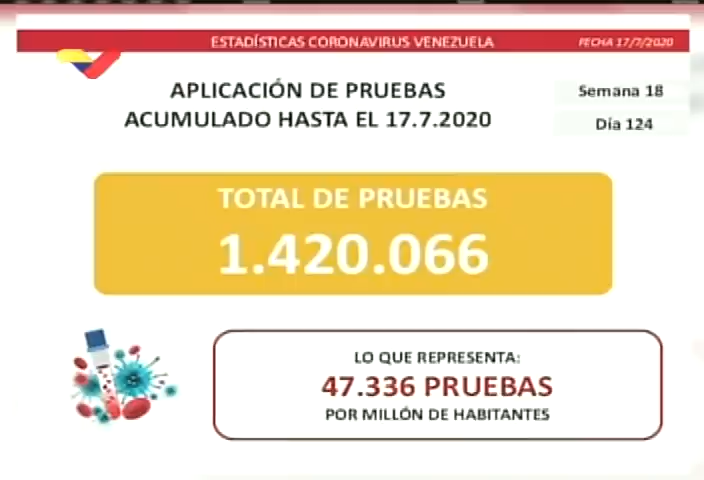 ESTADÍSTICAS CORONAVIRUS VENEZUELA
FECHA 17/7/2020
APLICACIÓN DE PRUEBAS
ACUMULADO HASTA EL 17.7.2020
Semana 18
Día 124
TOTAL DE PRUEBAS
1.420.066
LO QUE REPRESENTA:
47.336 PRUEBAS
POR MILLÓN DE HABITANTES